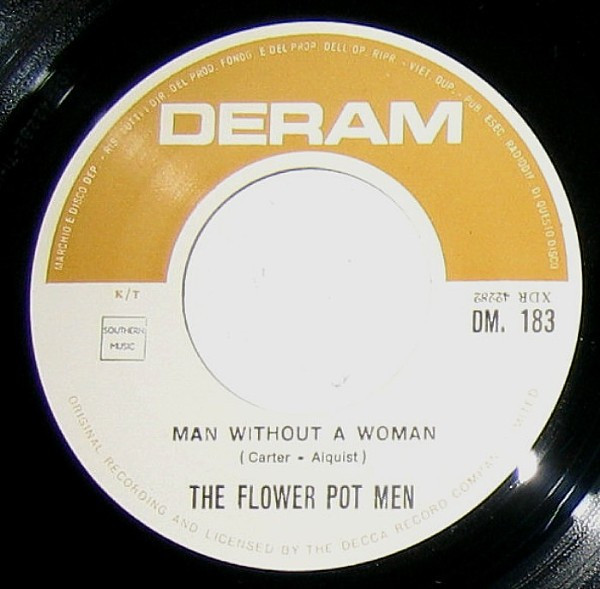 MARCHIO E DISCO DEP. - RIS. TUTTI I DIR. DEL PROD. FONOG. E DEL PROP. DELL'OP. RIPR. - VIET. DUP. - PUB. ESEC. RADIODIF. DI QUESTO DISCO
DERAM
K/T
XDR 42282
SOUTHERN
MUSIC
DM. 183
MAN WITHOUT A WOMAN
(Carter - Alquist)
THE FLOWER POT MEN
ORIGINAL RECORDING AND LICENSED BY THE DECCA RECORD COMPANY